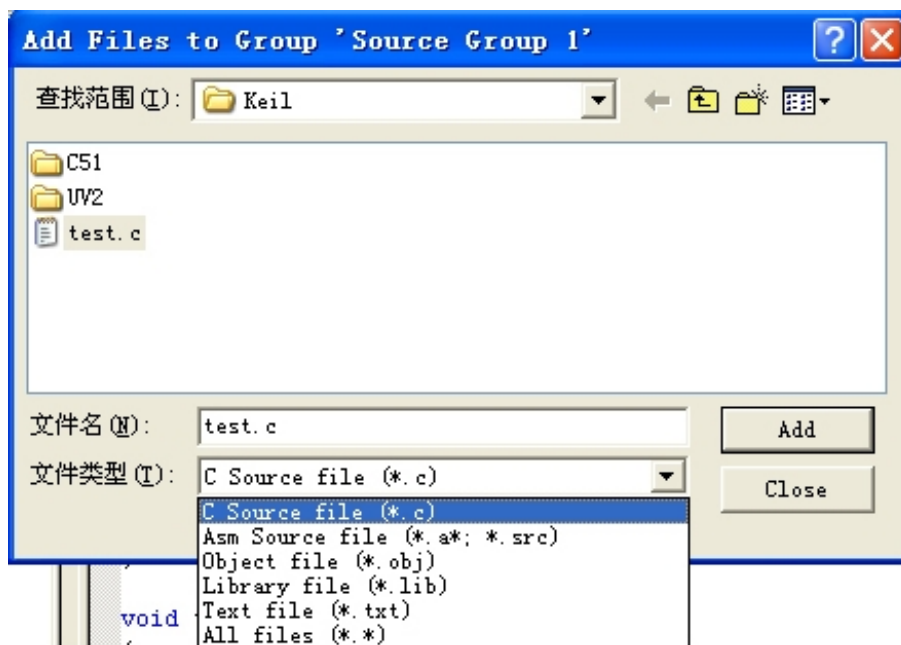 Add Files to Group 'Source Group 1'
查找范围(I): Keil
C51
UV2
test.c
文件名(N): test.c
Add
文件类型(T): C Source file (*.c)
Close
C Source file (*.c)
Asm Source file (*.a*; *.src)
Object file (*.obj)
Library file (*.lib)
Text file (*.txt)
void
All files (*.*)